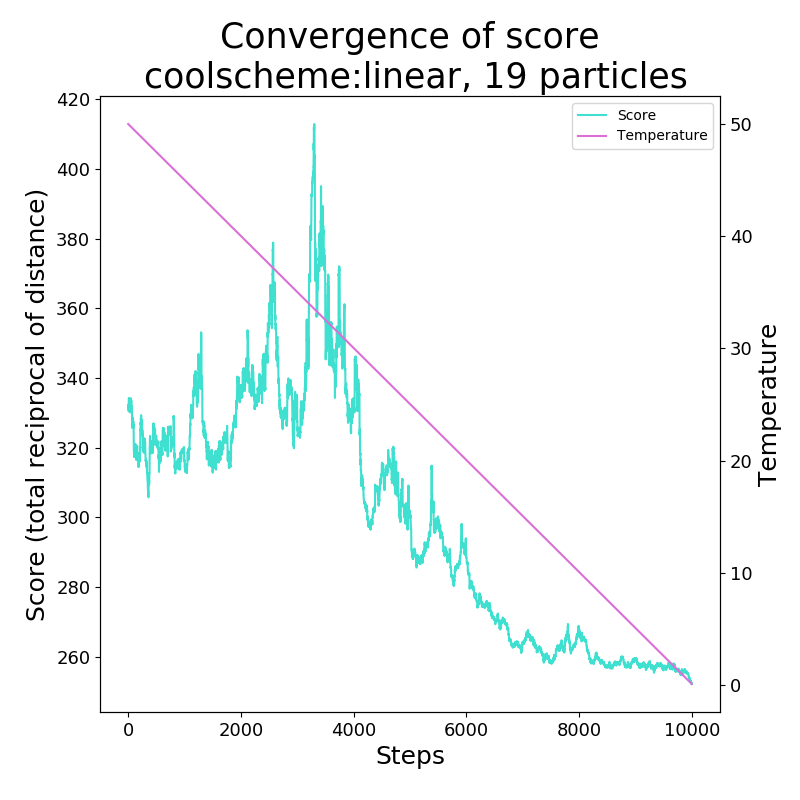 Convergence of score
coolscheme:linear, 19 particles
Score
Temperature
420
400
380
360
340
320
300
280
260
Score (total reciprocal of distance)
50
40
30
20
10
0
Temperature
0 2000 4000 6000 8000 10000
Steps